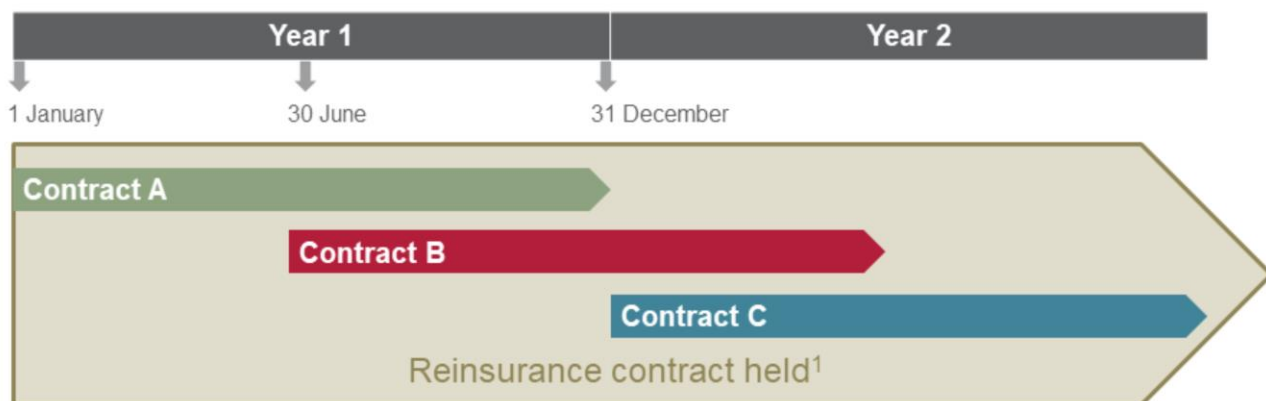 Year 1 Year 2
1 January 30 June 31 December
Contract A
Contract B
Contract C
Reinsurance contract held¹